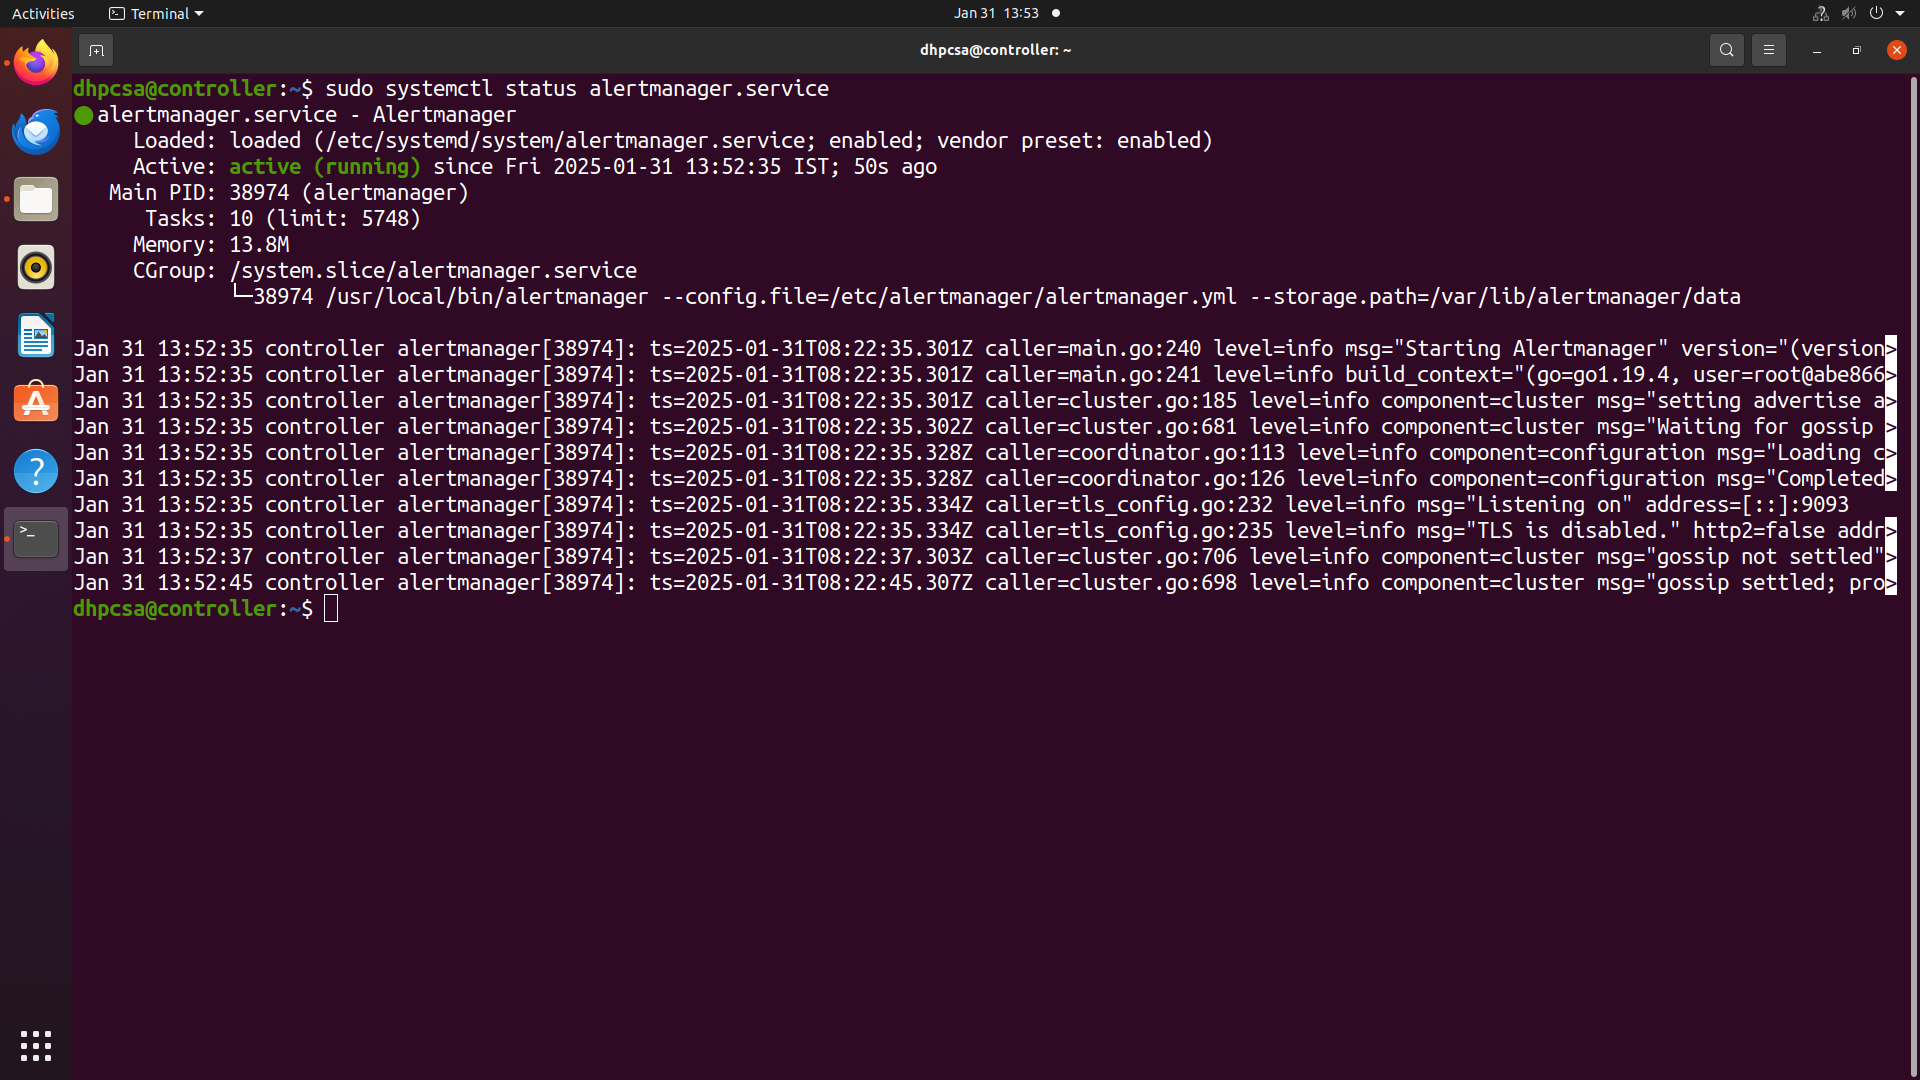 Activities Terminal Jan 31 13:53
dhpcsa@controller: ~
dhpcsa@controller:~$ sudo systemctl status alertmanager.service
● alertmanager.service - Alertmanager
Loaded: loaded (/etc/systemd/system/alertmanager.service; enabled; vendor preset: enabled)
Active: active (running) since Fri 2025-01-31 13:52:35 IST; 50s ago
Main PID: 38974 (alertmanager)
Tasks: 10 (limit: 5748)
Memory: 13.8M
CGroup: /system.slice/alertmanager.service
└─38974 /usr/local/bin/alertmanager --config.file=/etc/alertmanager/alertmanager.yml --storage.path=/var/lib/alertmanager/data
Jan 31 13:52:35 controller alertmanager[38974]: ts=2025-01-31T08:22:35.301Z caller=main.go:240 level=info msg="Starting Alertmanager" version="(version>
Jan 31 13:52:35 controller alertmanager[38974]: ts=2025-01-31T08:22:35.301Z caller=main.go:241 level=info build_context="(go=go1.19.4, user=root@abe866>
Jan 31 13:52:35 controller alertmanager[38974]: ts=2025-01-31T08:22:35.301Z caller=cluster.go:185 level=info component=cluster msg="setting advertise a>
Jan 31 13:52:35 controller alertmanager[38974]: ts=2025-01-31T08:22:35.302Z caller=cluster.go:681 level=info component=cluster msg="Waiting for gossip >
Jan 31 13:52:35 controller alertmanager[38974]: ts=2025-01-31T08:22:35.328Z caller=coordinator.go:113 level=info component=configuration msg="Loading c>
Jan 31 13:52:35 controller alertmanager[38974]: ts=2025-01-31T08:22:35.328Z caller=coordinator.go:126 level=info component=configuration msg="Completed>
Jan 31 13:52:35 controller alertmanager[38974]: ts=2025-01-31T08:22:35.334Z caller=tls_config.go:232 level=info msg="Listening on" address=[::]:9093
Jan 31 13:52:35 controller alertmanager[38974]: ts=2025-01-31T08:22:35.334Z caller=tls_config.go:235 level=info msg="TLS is disabled." http2=false addr>
Jan 31 13:52:37 controller alertmanager[38974]: ts=2025-01-31T08:22:37.303Z caller=cluster.go:706 level=info component=cluster msg="gossip not settled">
Jan 31 13:52:45 controller alertmanager[38974]: ts=2025-01-31T08:22:45.307Z caller=cluster.go:698 level=info component=cluster msg="gossip settled; pro>
dhpcsa@controller:~$